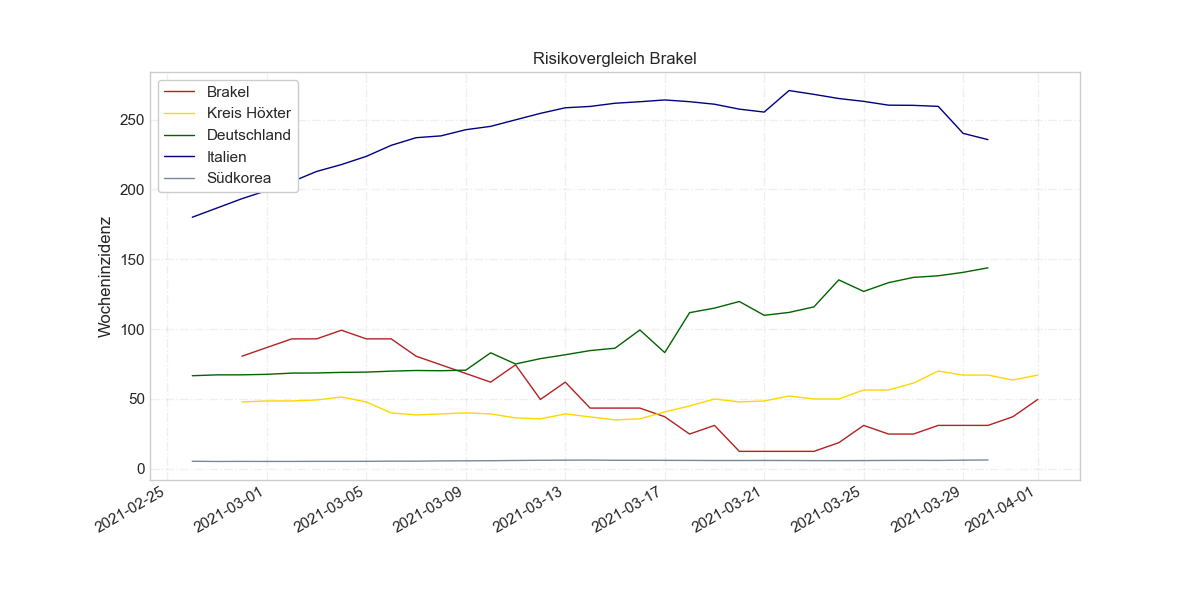 Risikovergleich Brakel
Brakel
Kreis Höxter
Deutschland
Italien
Südkorea
Wocheninzidenz
250
200
150
100
50
0
2021-02-25
2021-03-01
2021-03-05
2021-03-09
2021-03-13
2021-03-17
2021-03-21
2021-03-25
2021-03-29
2021-04-01